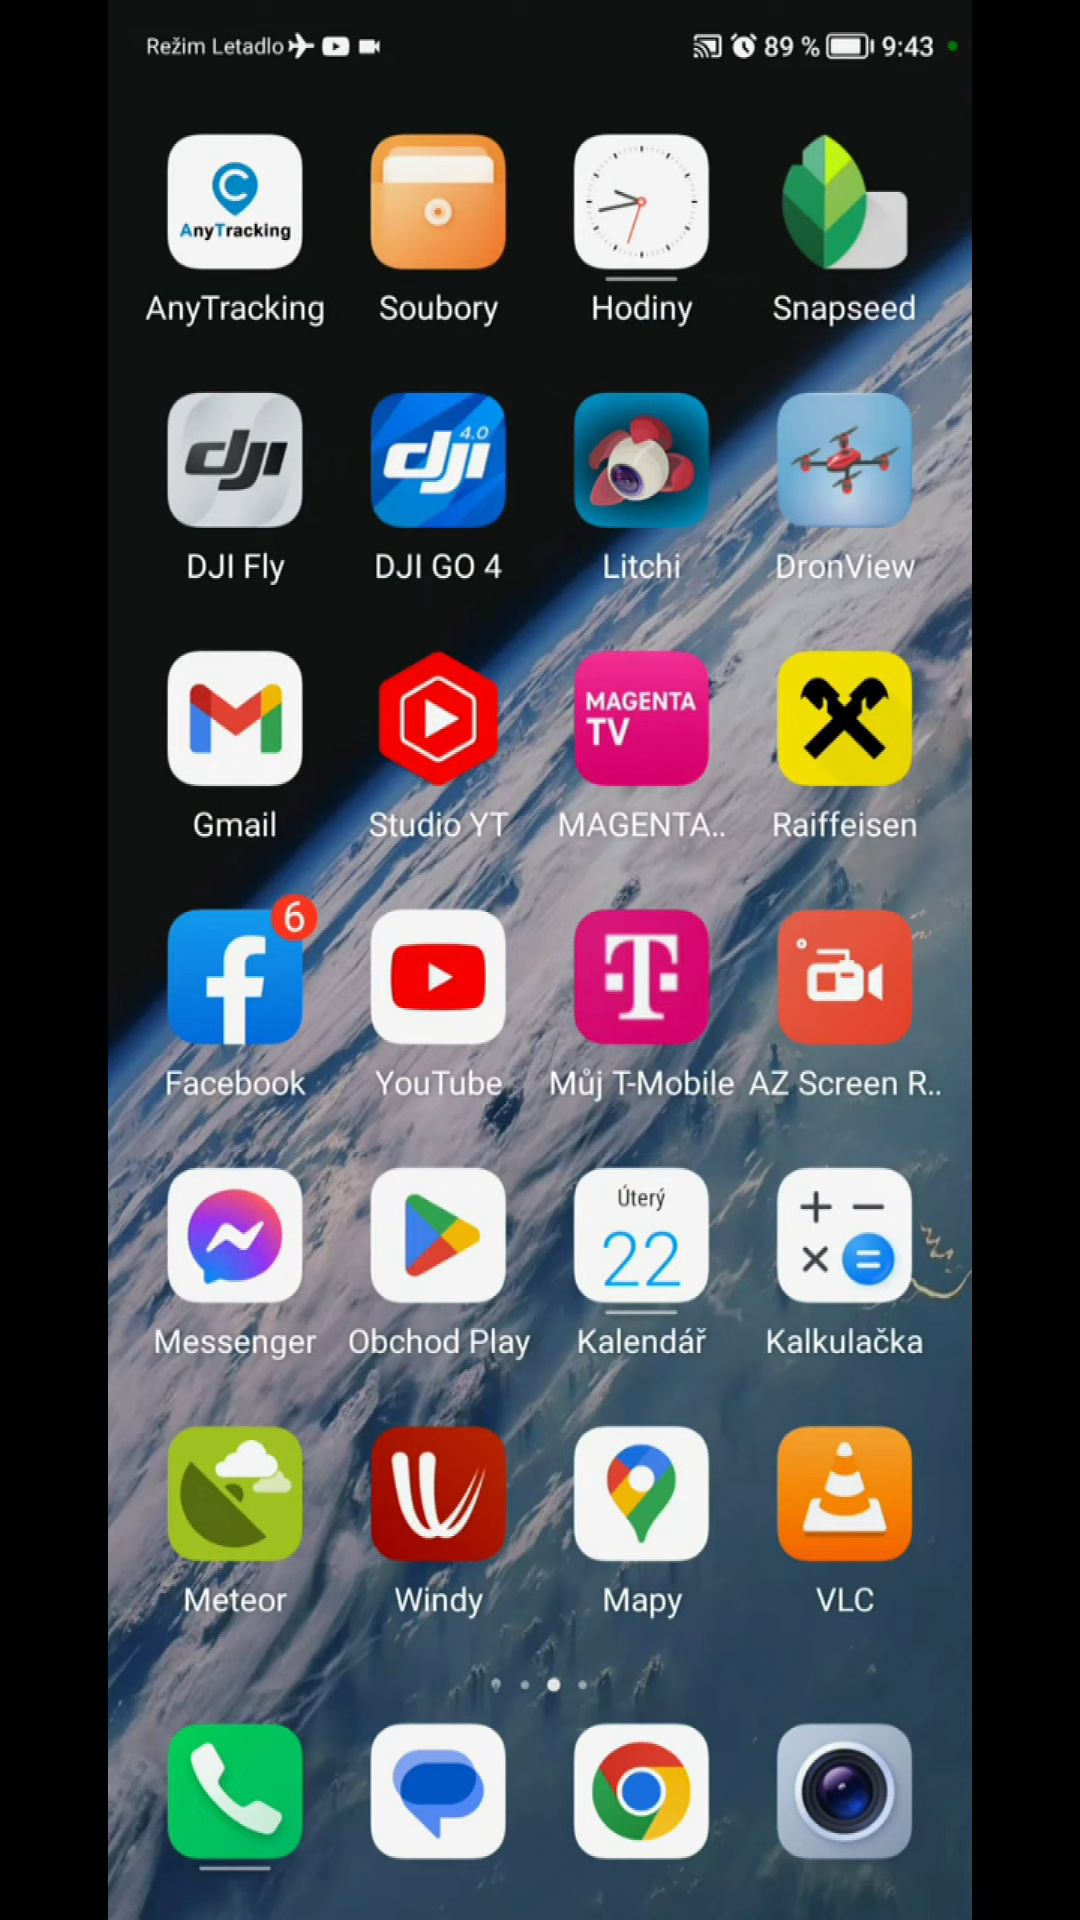 Režim Letadlo 89 % 9:43
AnyTracking
AnyTracking Soubory Hodiny Snapseed
dji dji 4.0
DJI Fly DJI GO 4 Litchi DronView
MAGENTA
TV
Gmail Studio YT MAGENTA.. Raiffeisen
6
Facebook YouTube Můj T-Mobile AZ Screen R..
Úterý
22
Messenger Obchod Play Kalendář Kalkulačka
Meteor Windy Mapy VLC